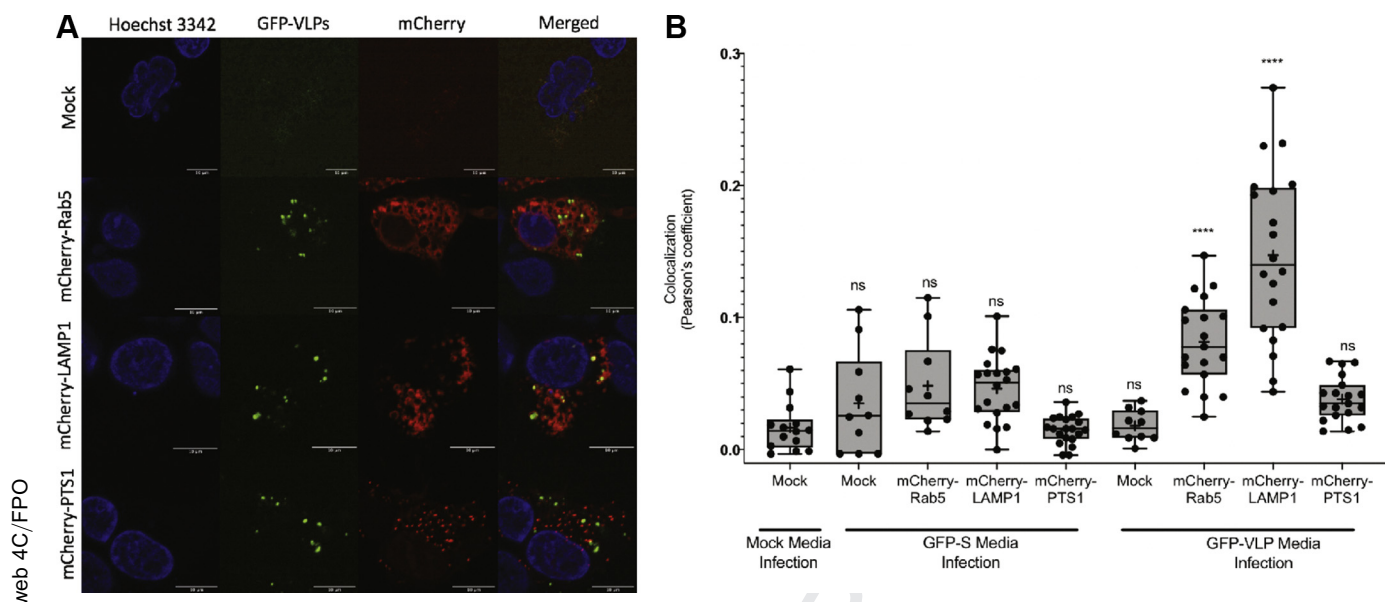 A
Hoechst 3342 GFP-VLPs mCherry Merged
Mock
mCherry-Rab5
mCherry-LAMP1
mCherry-PTS1
web 4C/FPO
B
Colocalization
(Pearson's coefficient)
0.3
0.2
0.1
0.0
ns ns ns ns ns **** **** ns
Mock Mock mCherry- mCherry- mCherry- Mock mCherry- mCherry- mCherry-
Rab5 LAMP1 PTS1 Rab5 LAMP1 PTS1
Mock Media GFP-S Media GFP-VLP Media
Infection Infection Infection